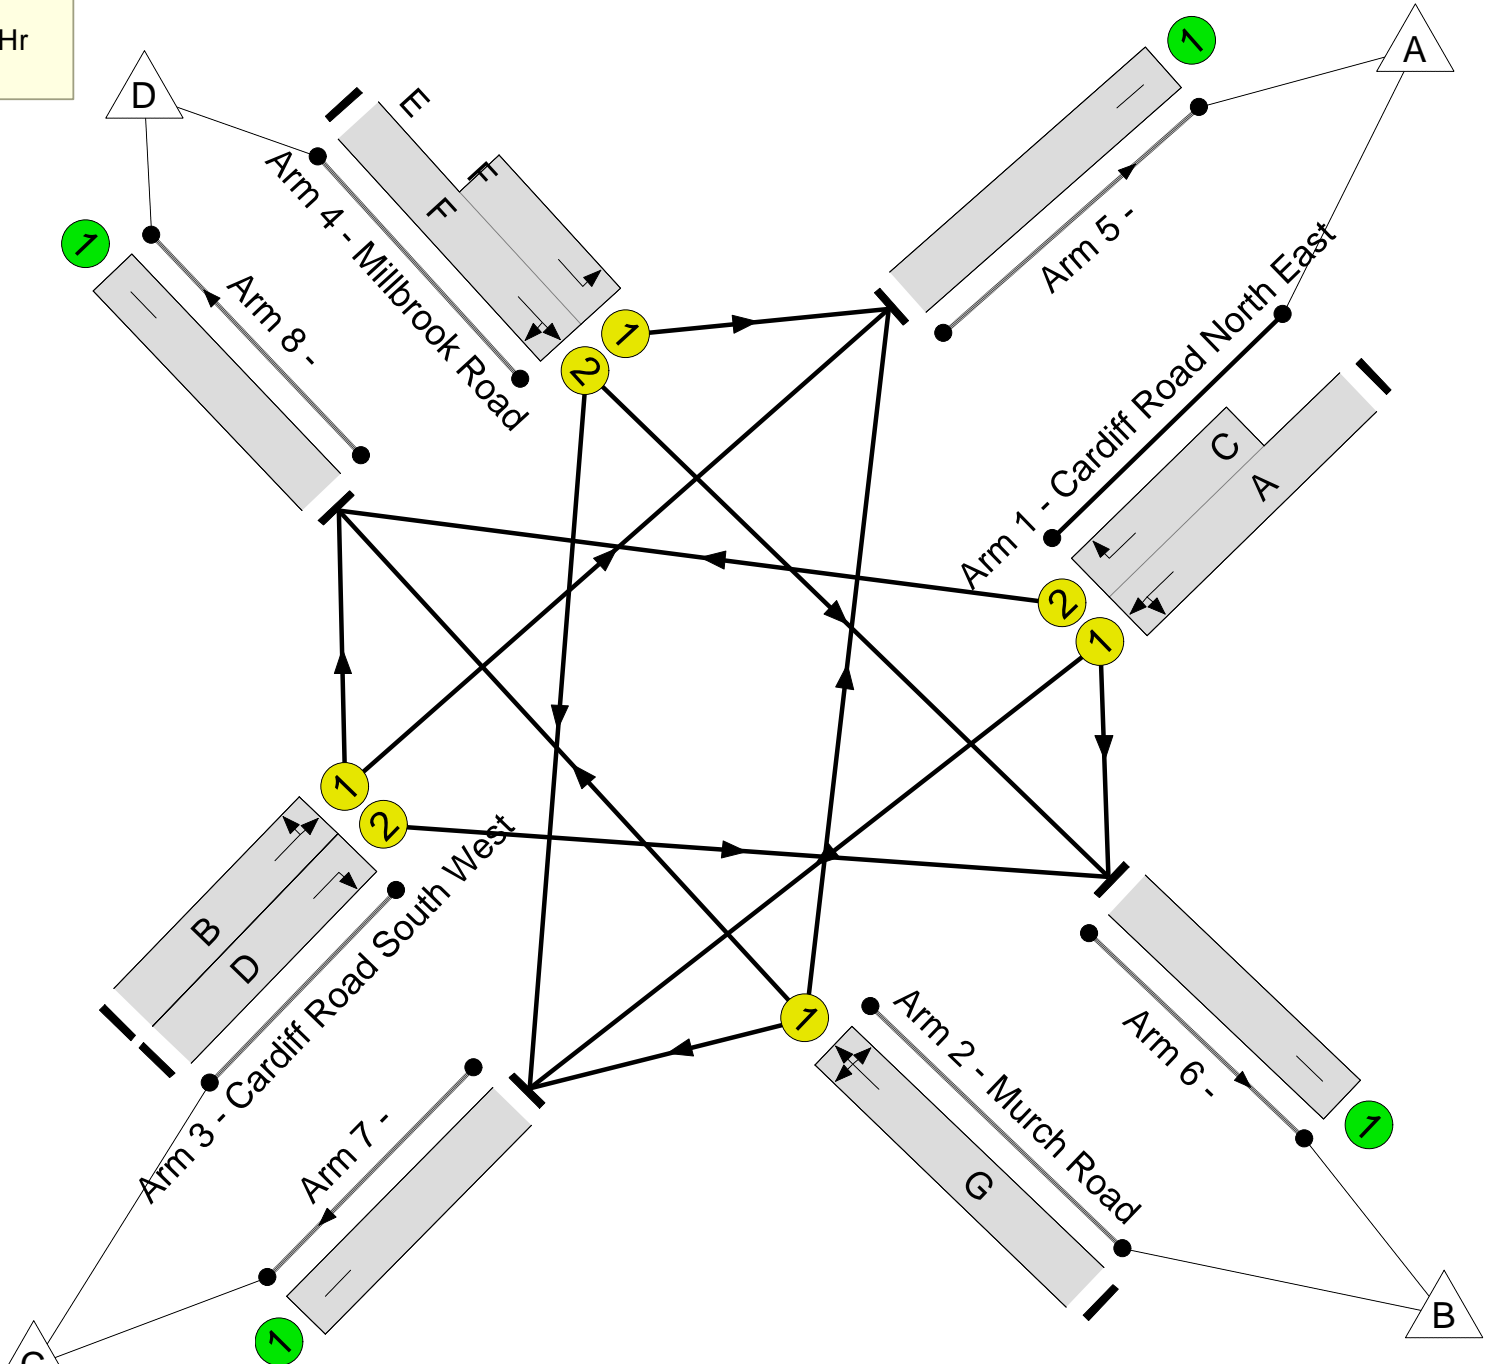 Hr
D
A
1
E
F
F
Arm 4 - Millbrook Road
1
Arm 8 -
Arm 5 -
Arm 1 - Cardiff Road North East
1
2
C
A
2
1
1
2
B
D
Arm 3 - Cardiff Road South West
1
Arm 2 - Murch Road
G
Arm 6 -
1
Arm 7 -
1
B
C